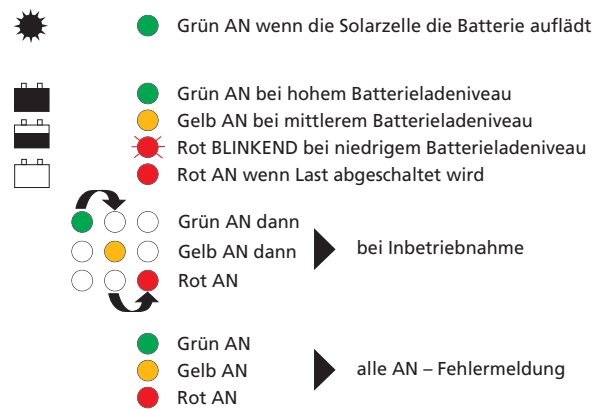 Grün AN wenn die Solarzelle die Batterie auflädt
Grün AN bei hohem Batterieladeniveau
Gelb AN bei mittlerem Batterieladeniveau
Rot BLINKEND bei niedrigem Batterieladeniveau
Rot AN wenn Last abgeschaltet wird
Grün AN dann
Gelb AN dann
Rot AN
bei Inbetriebnahme
Grün AN
Gelb AN
Rot AN
alle AN – Fehlermeldung